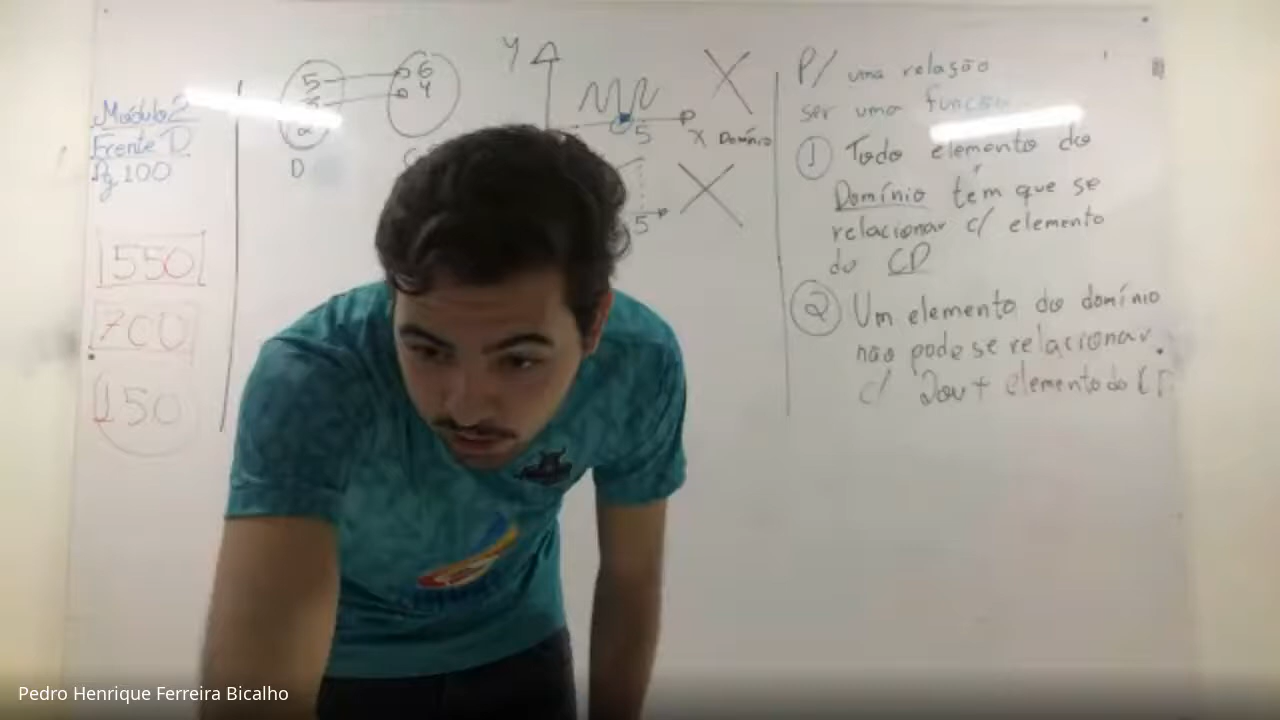 Módulo 2
Frente D
Pg 100
550
700
150
5
6
4
D
Y
5
X Domínio
5
P/ uma relação
ser uma função
① Todo elemento do
Domínio têm que se
relacionar c/ elemento
do CD
② Um elemento do domínio
não pode se relacionar
c/ 2 ou + elemento do CD
Pedro Henrique Ferreira Bicalho